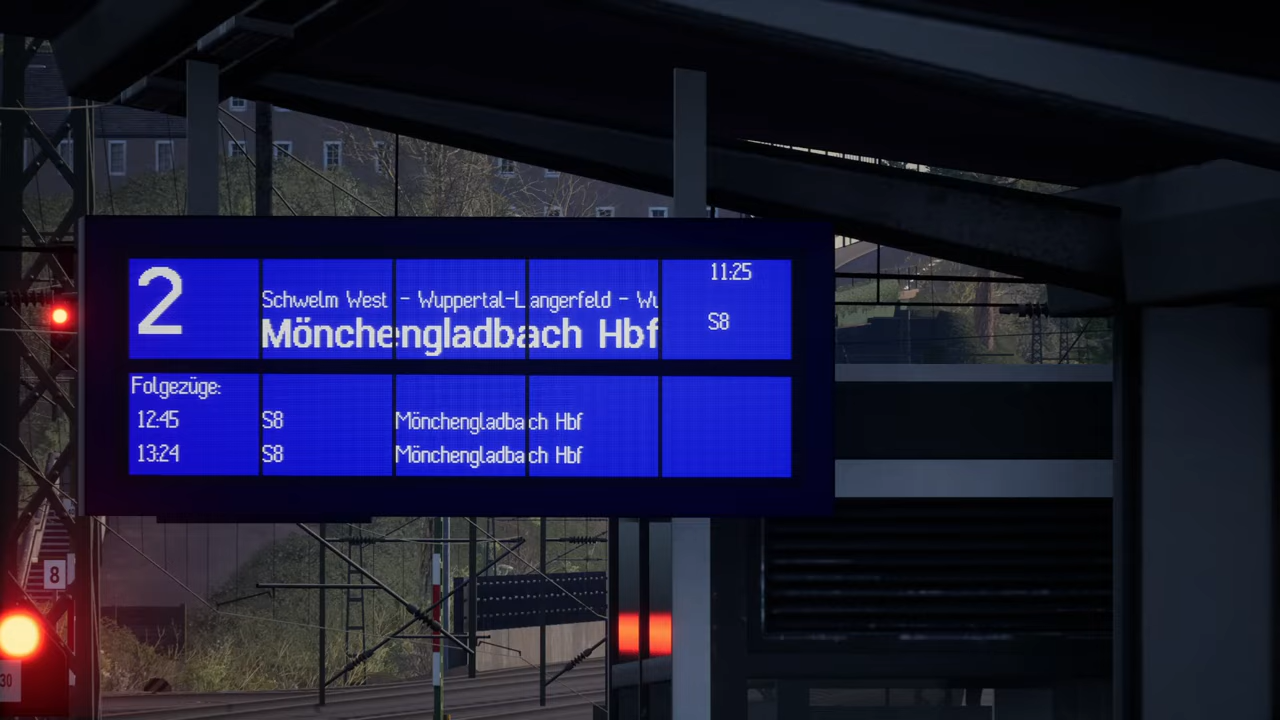 2
11:25
Schwelm West - Wuppertal-Langerfeld - Wu
S8
Mönchengladbach Hbf
Folgezüge:
12:45 S8 Mönchengladbach Hbf
13:24 S8 Mönchengladbach Hbf
8
30